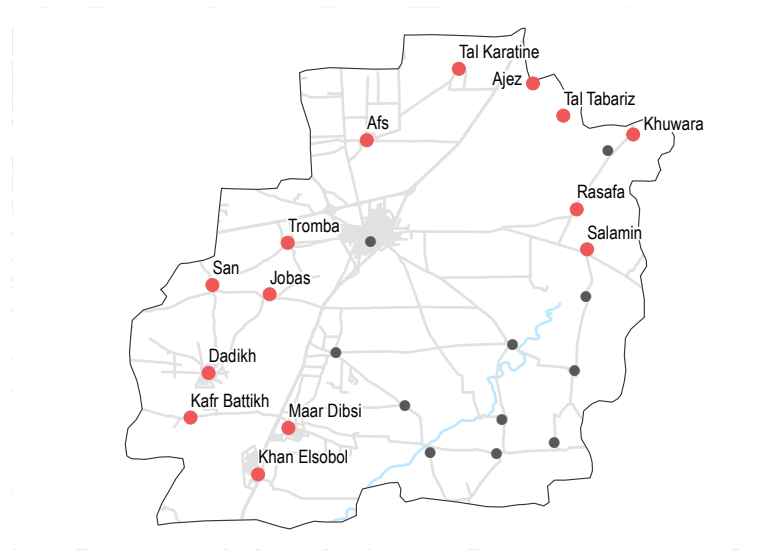 Tal Karatine
Ajez
Tal Tabariz
Afs
Khuwara
Rasafa
Tromba
Salamin
San
Jobas
Dadikh
Kafr Battikh
Maar Dibsi
Khan Elsobol